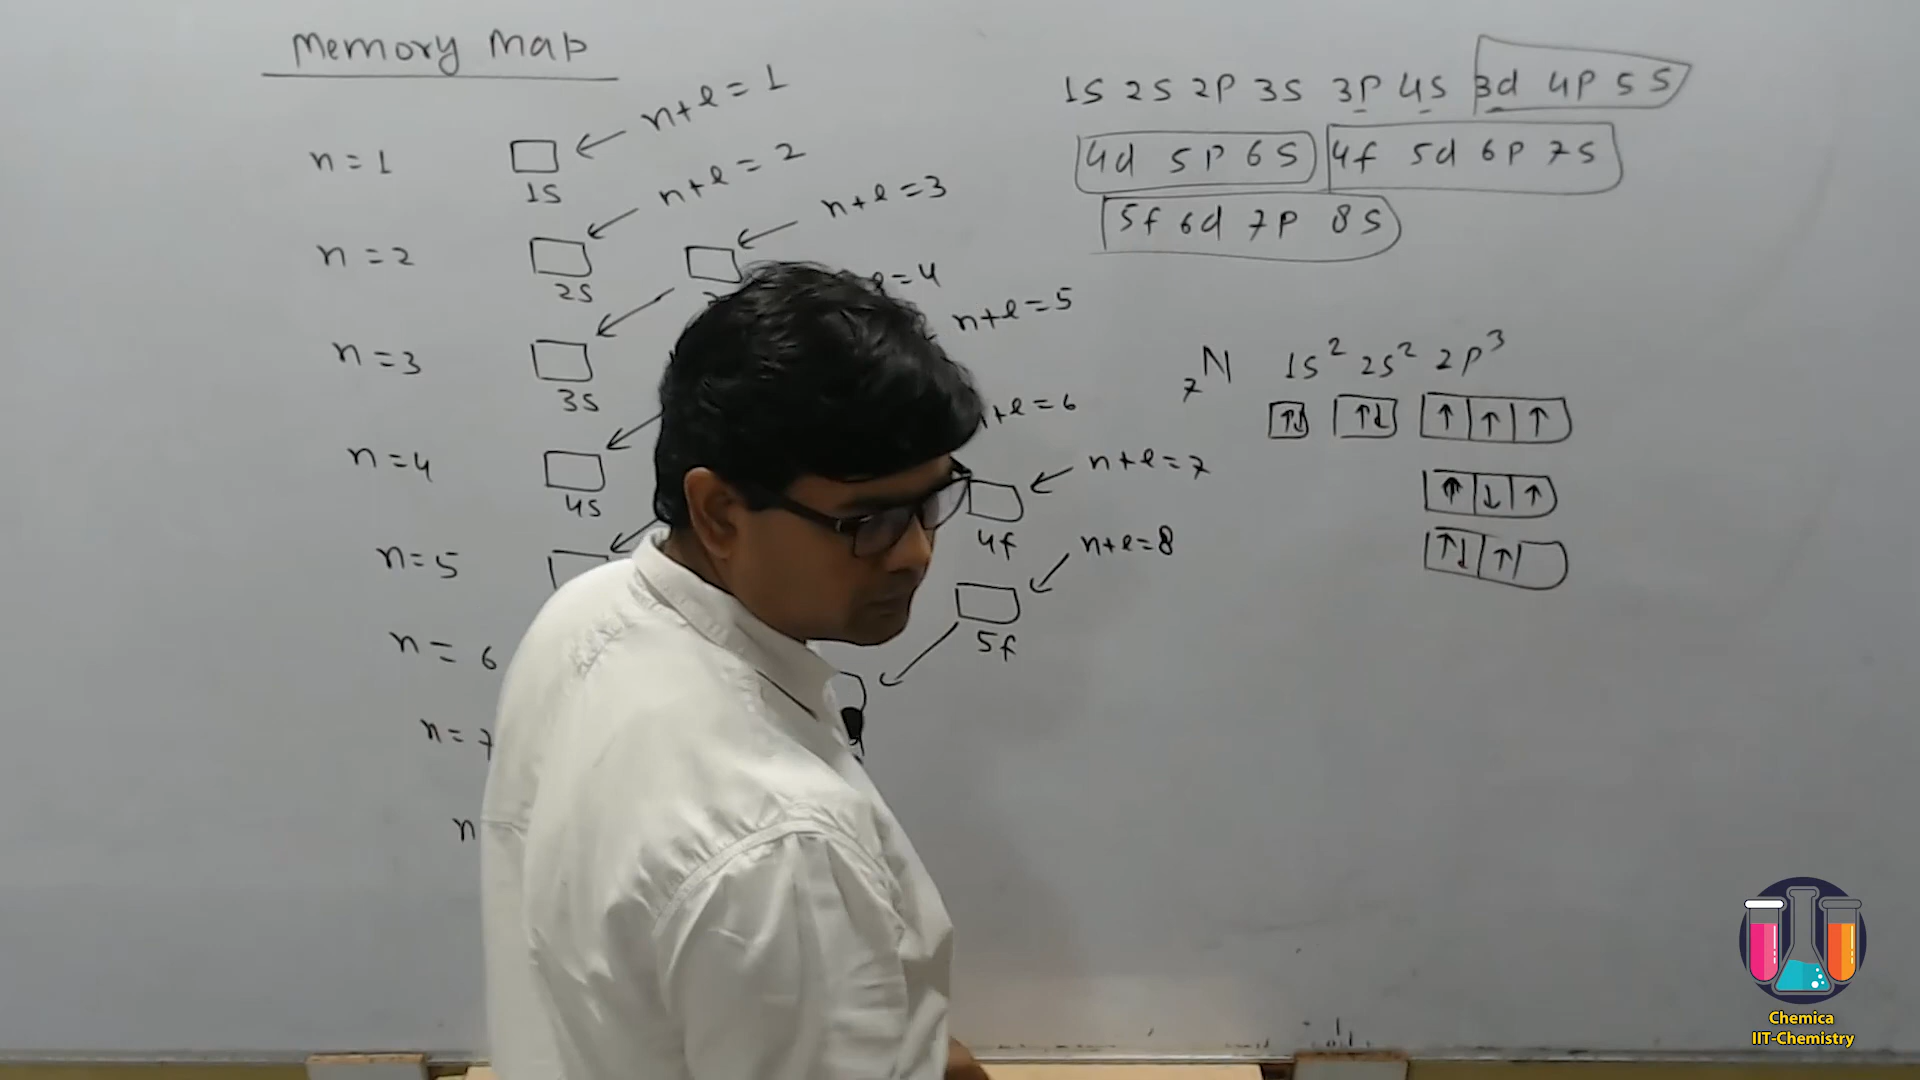 Memory Map
n+l=1
n=1
1s
n+l=2
n=2
2s
n+l=3
l=4
n+l=5
n=3
3s
+l=6
n=4
4s
n+l=7
4f
n=5
n+l=8
5f
n=6
n=7
n
1s 2s 2p 3s 3p 4s 3d 4p 5s
4d 5p 6s 4f 5d 6p 7s
5f 6d 7p 8s
₇N 1s² 2s² 2p³
↑↓ ↑↓ ↑ ↑ ↑
↑ ↓ ↑
↑↓ ↑
Chemica
IIT-Chemistry